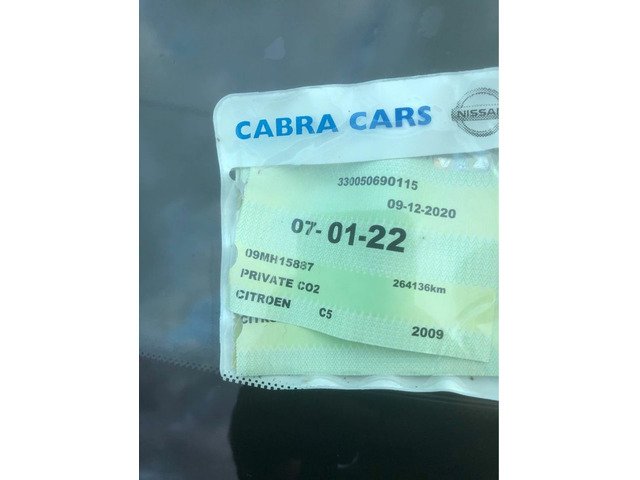 CABRA CARS
NISSAN
330050690115
09-12-2020
07-01-22
09MH15887
264136km
PRIVATE CO2
CITROEN C5
2009